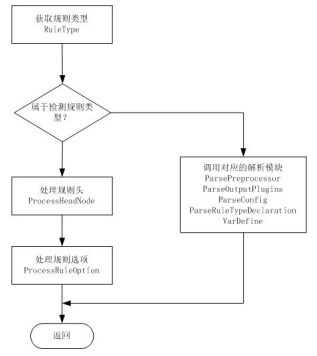 获取规则类型
RuleType
属于检测规则类
型？
处理规则头
ProcessHeadNode
处理规则选项
ProcessRuleOption
调用对应的解析模块
ParsePreprocessor
ParseOutputPlugins
ParseConfig
ParseRuleTypeDeclaration
VarDefine
返回